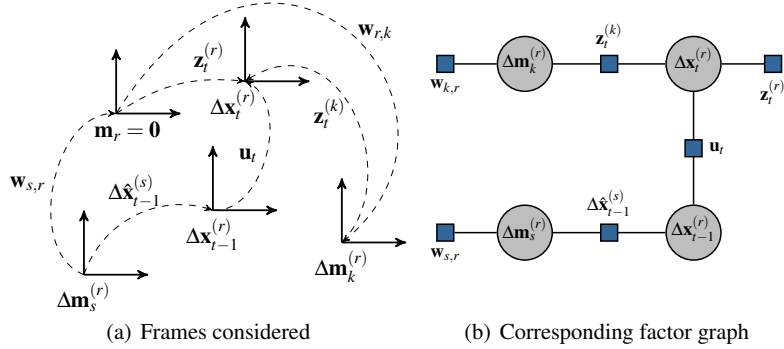 w_{r,k}
z_t^{(r)}
Δx_t^{(r)}
m_r = 0
z_t^{(k)}
u_t
w_{s,r}
Δx̂_{t−1}^{(s)}
Δx_{t−1}^{(r)}
Δm_k^{(r)}
Δm_s^{(r)}
(a) Frames considered
z_t^{(k)}
Δm_k^{(r)}
Δx_t^{(r)}
w_{k,r}
z_t^{(r)}
u_t
Δx̂_{t−1}^{(s)}
Δm_s^{(r)}
Δx_{t−1}^{(r)}
w_{s,r}
(b) Corresponding factor graph